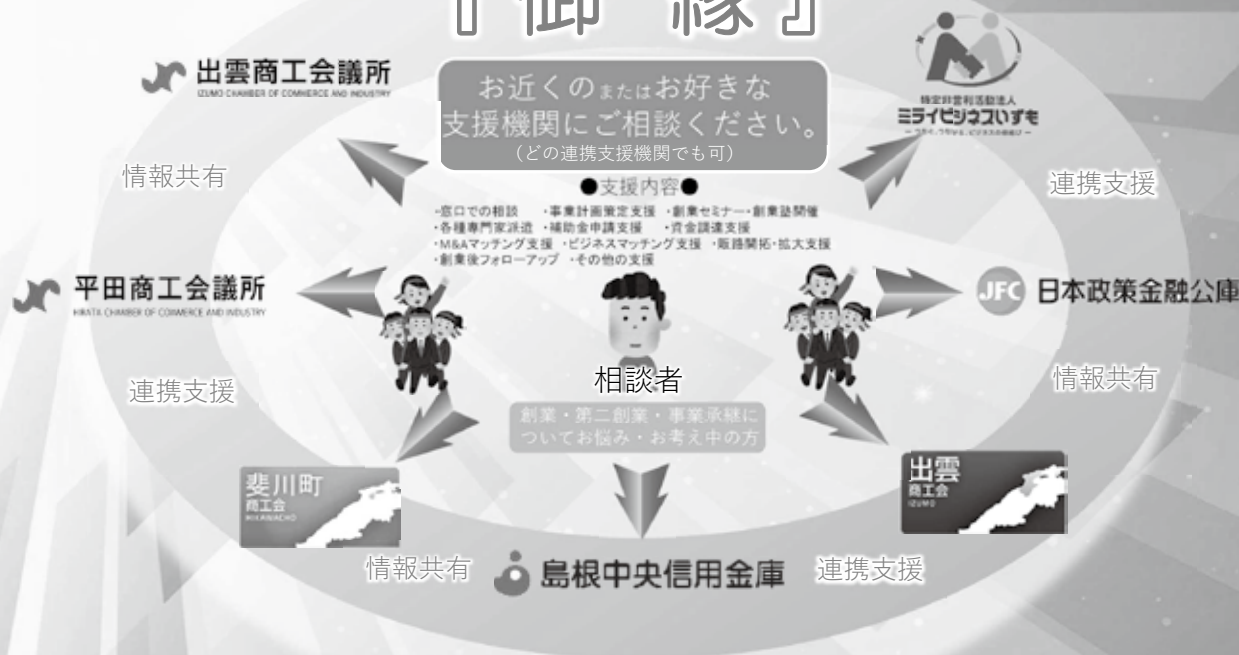 『御 縁』
出雲商工会議所
IZUMO CHAMBER OF COMMERCE AND INDUSTRY
お近くのまたはお好きな
支援機関にご相談ください。
（どの連携支援機関でも可）
特定非営利活動法人
ミライビジネスいずも
情報共有
連携支援
●支援内容●
・窓口での相談 ・事業計画策定支援 ・創業セミナー・創業塾開催
・各種専門家派遣 ・補助金申請支援 ・資金調達支援
・M&Aマッチング支援 ・ビジネスマッチング支援 ・販路開拓・拡大支援
・創業後フォローアップ ・その他の支援
平田商工会議所
HIRATA CHAMBER OF COMMERCE AND INDUSTRY
JFC 日本政策金融公庫
相談者
連携支援
情報共有
創業・第二創業・事業承継に
ついてお悩み・お考え中の方
斐川町
商工会
HIKAWACHO
出雲
商工会
IZUMO
情報共有
島根中央信用金庫
連携支援